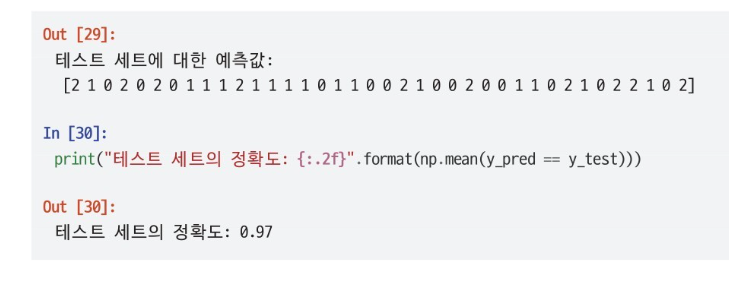 Out [29]:
테스트 세트에 대한 예측값:
[2 1 0 2 0 2 0 1 1 1 2 1 1 1 1 0 1 1 0 0 2 1 0 0 2 0 0 1 1 0 2 1 0 2 2 1 0 2]
In [30]:
print("테스트 세트의 정확도: {:.2f}".format(np.mean(y_pred == y_test)))
Out [30]:
테스트 세트의 정확도: 0.97